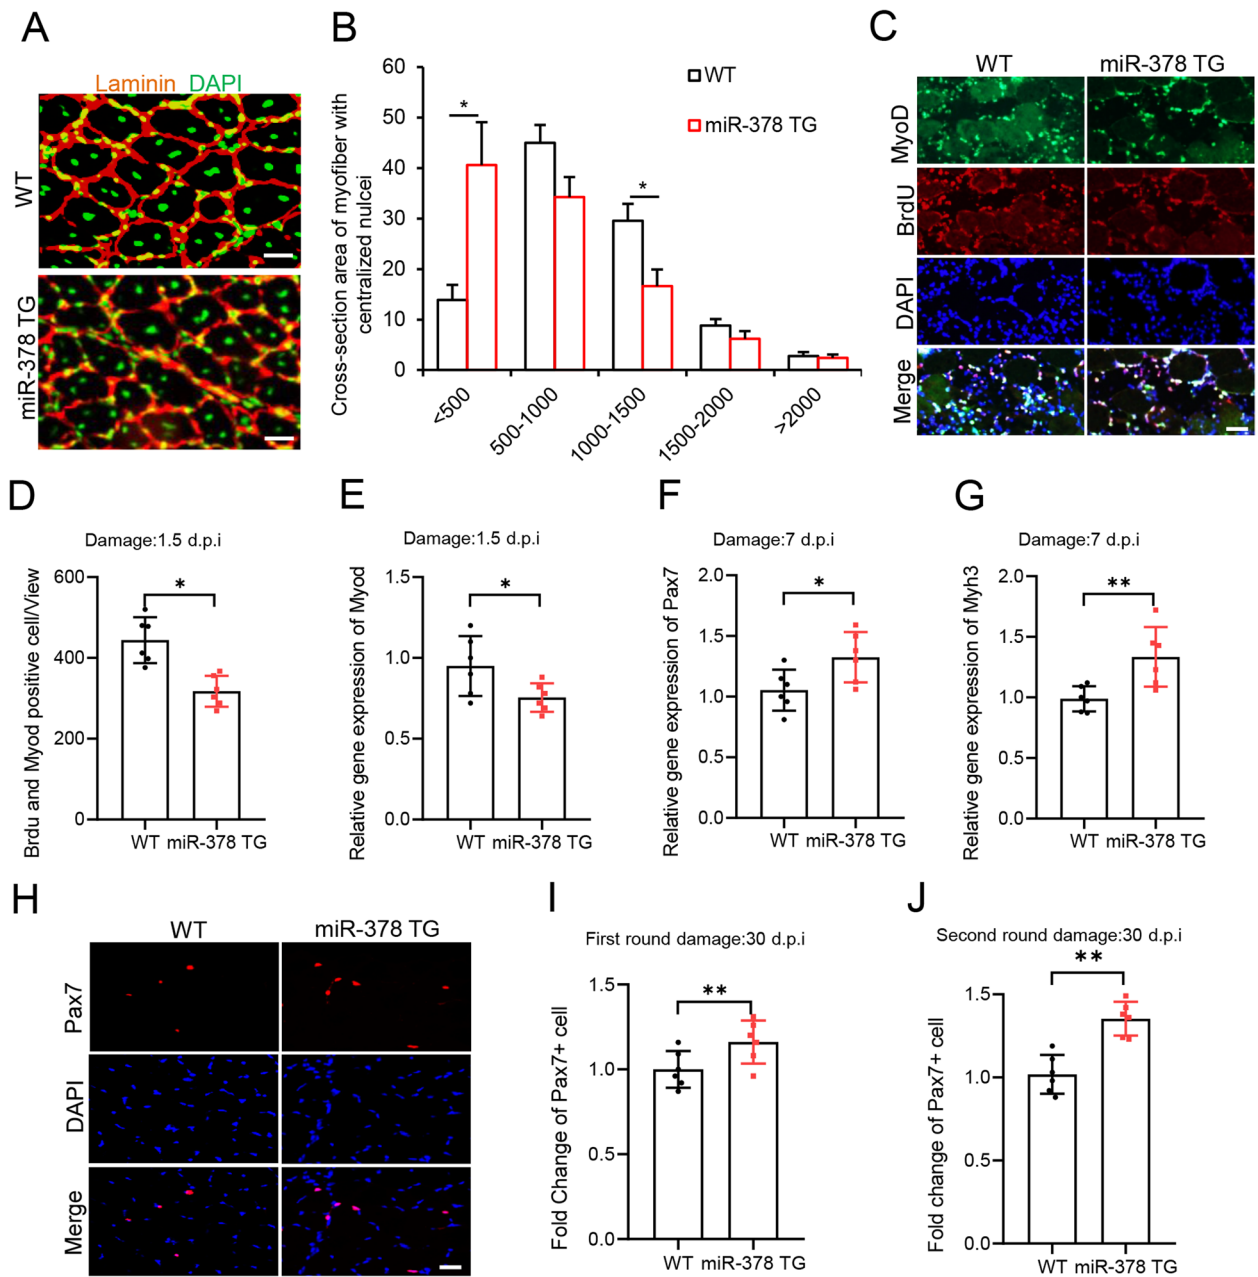 A
Laminin DAPI
WT
miR-378 TG
B
Cross-section area of myofiber with
centralized nulcei
60
50
40
30
20
10
0
*
*
WT
miR-378 TG
<500
500-1000
1000-1500
1500-2000
>2000
C
WT miR-378 TG
MyoD
BrdU
DAPI
Merge
D
Damage:1.5 d.p.i
Brdu and Myod positive cell/View
600
400
200
0
*
WT miR-378 TG
E
Damage:1.5 d.p.i
Relative gene expression of Myod
1.5
1.0
0.5
0.0
*
WT miR-378 TG
F
Damage:7 d.p.i
Relative gene expression of Pax7
2.0
1.5
1.0
0.5
0.0
*
WT miR-378 TG
G
Damage:7 d.p.i
Relative gene expression of Myh3
2.0
1.5
1.0
0.5
0.0
**
WT miR-378 TG
H
WT miR-378 TG
Pax7
DAPI
Merge
I
First round damage:30 d.p.i
Fold Change of Pax7+ cell
1.5
1.0
0.5
0.0
**
WT miR-378 TG
J
Second round damage:30 d.p.i
Fold change of Pax7+ cell
1.5
1.0
0.5
0.0
**
WT miR-378 TG